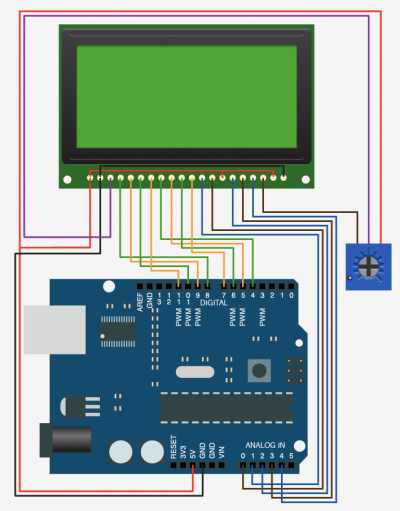 AREF
GND
13
12
11
10
9
8
7
6
5
4
3
2
1
0
PWM
PWM
PWM
DIGITAL
PWM
PWM
PWM
RESET
3V3
5V
GND
GND
VIN
ANALOG IN
0 1 2 3 4 5